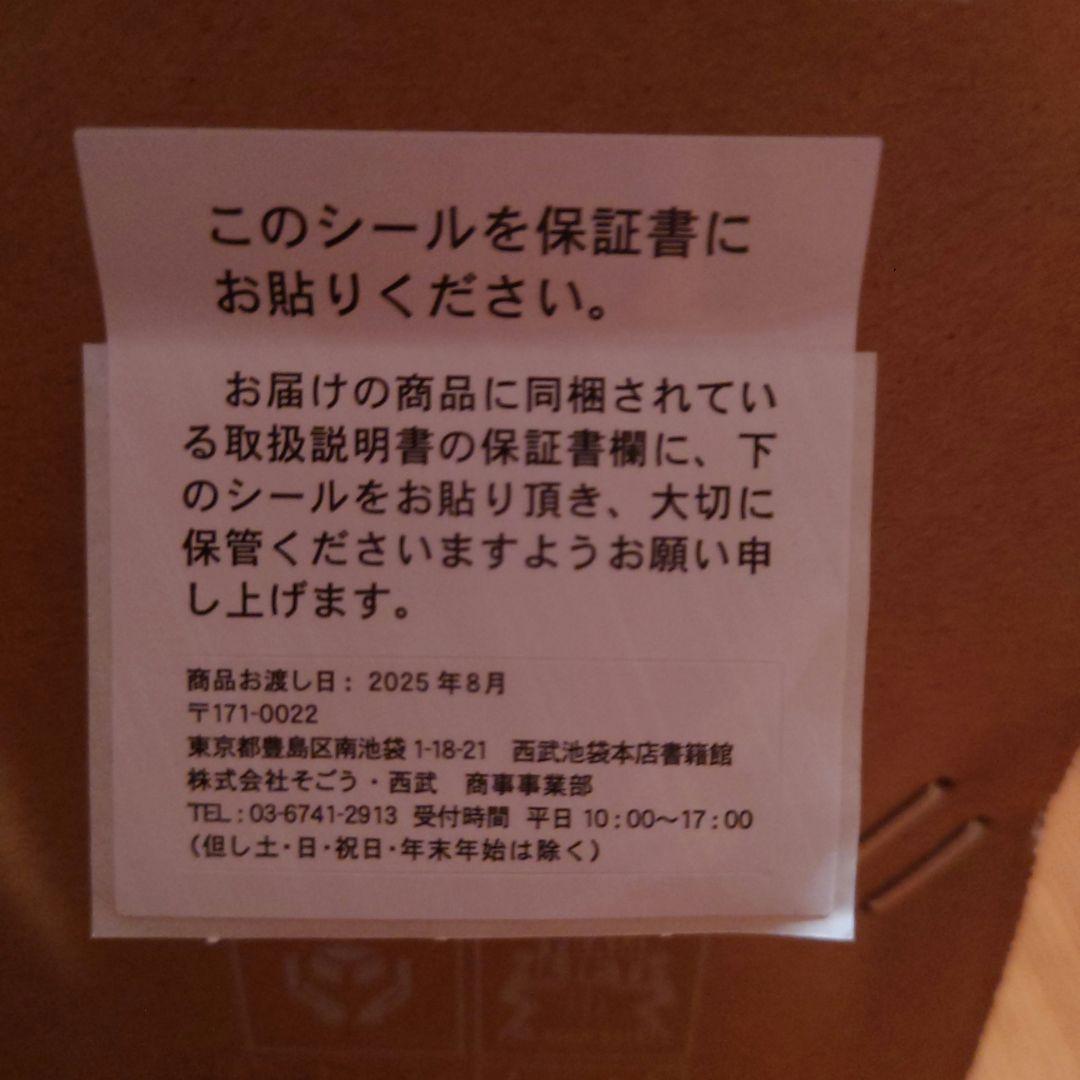 このシールを保証書に
お貼りください。
お届けの商品に同梱されてい
る取扱説明書の保証書欄に、下
のシールをお貼り頂き、大切に
保管くださいますようお願い申
し上げます。
商品お渡し日: 2025年8月
〒171-0022
東京都豊島区南池袋1-18-21 西武池袋本店書籍館
株式会社そごう・西武 商事事業部
TEL:03-6741-2913 受付時間 平日10:00～17:00
(但し土・日・祝日・年末年始は除く)